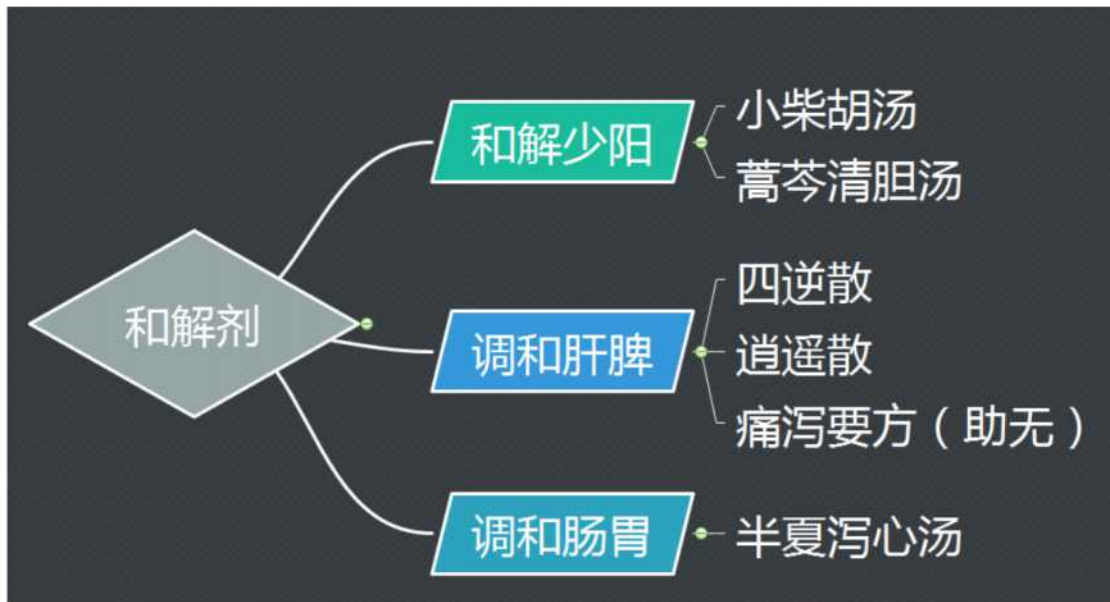 和解剂
和解少阳
小柴胡汤
蒿芩清胆汤
调和肝脾
四逆散
逍遥散
痛泻要方（助无）
调和肠胃
半夏泻心汤